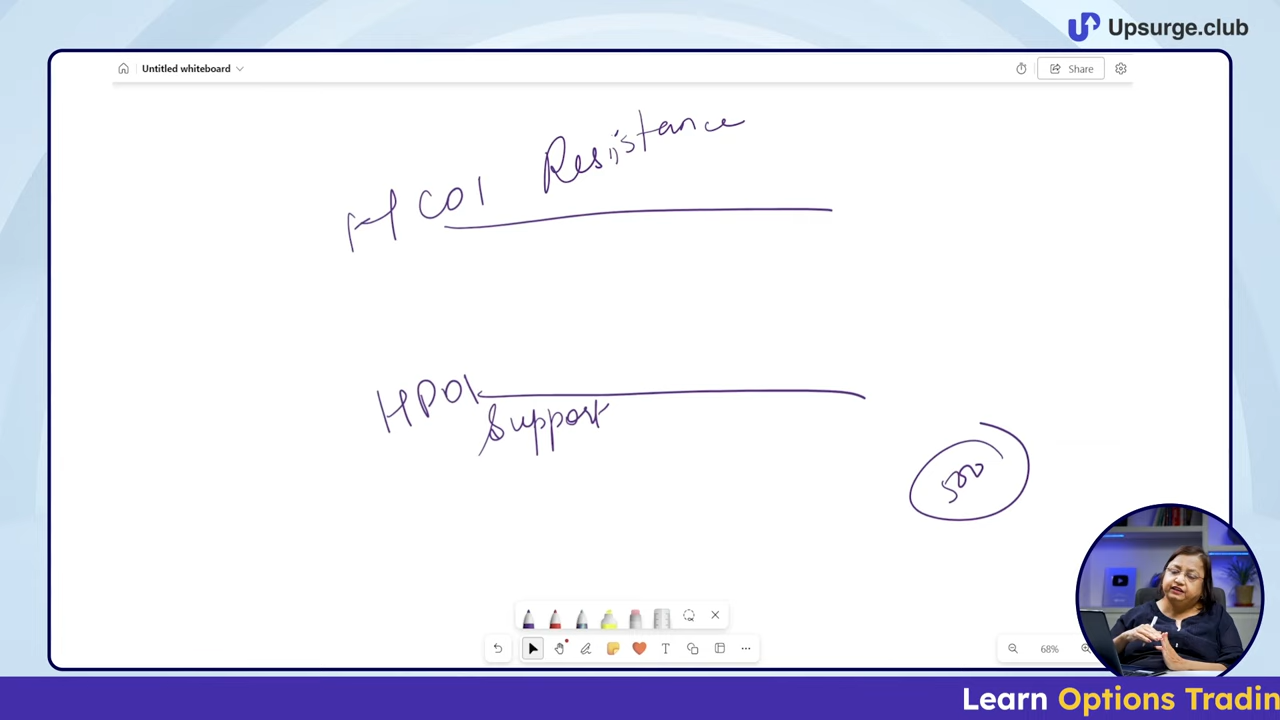 Upsurge.club
Untitled whiteboard
Share
Resistance
HCOI
HPOI
Support
500
68%
Learn Options Tradin